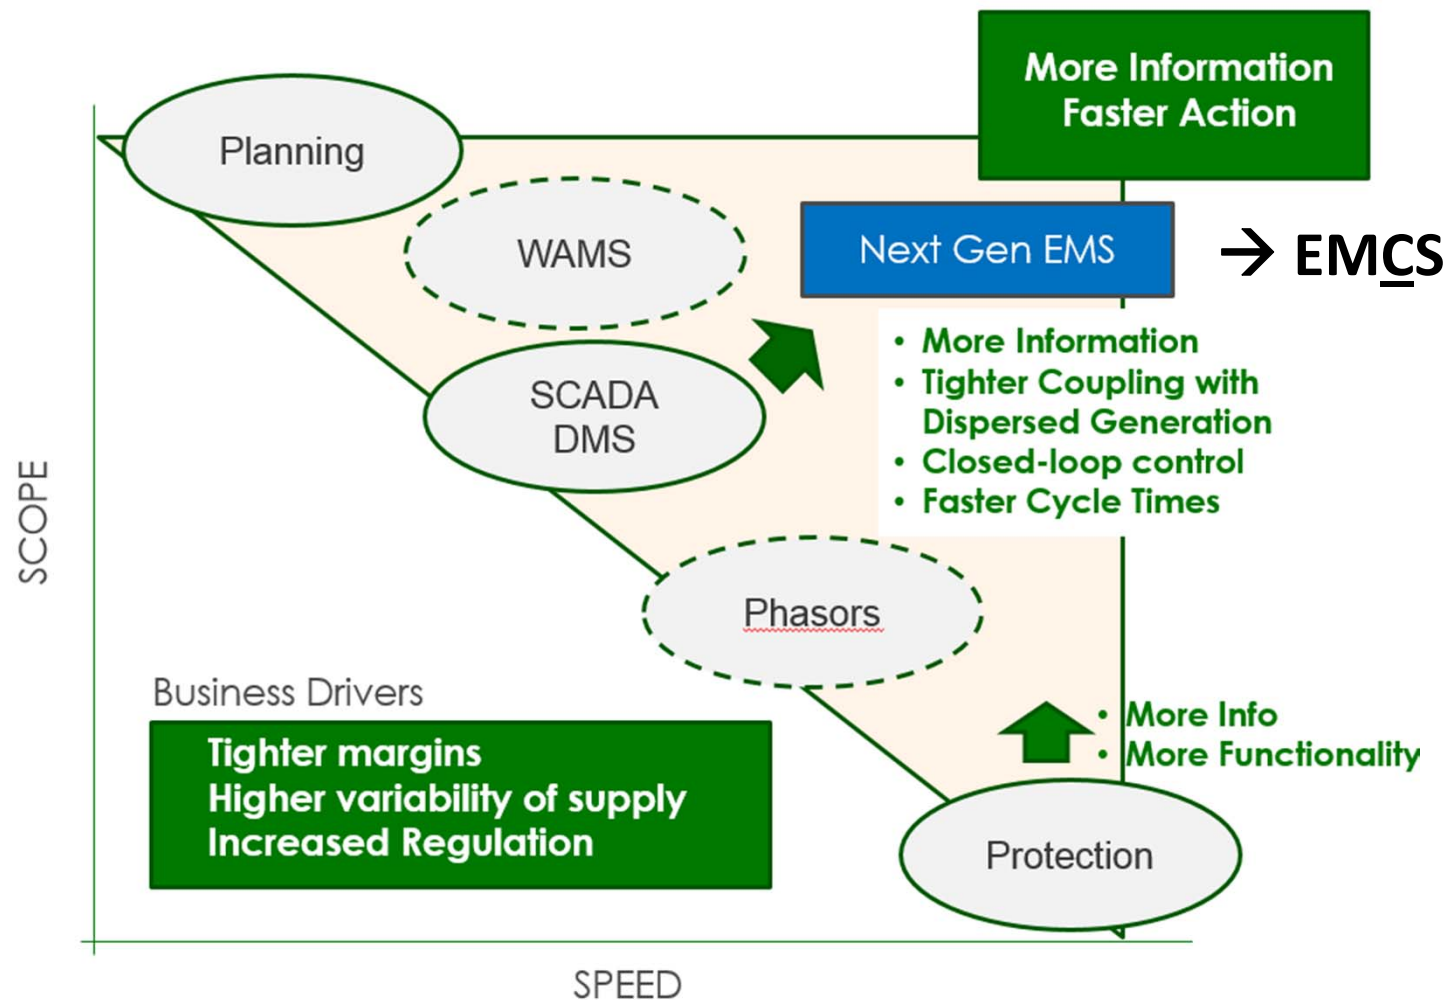 More Information
Faster Action
Planning
WAMS
Next Gen EMS
→ EMCS
SCADA
DMS
• More Information
• Tighter Coupling with
Dispersed Generation
• Closed-loop control
• Faster Cycle Times
SCOPE
Phasors
Business Drivers
Tighter margins
Higher variability of supply
Increased Regulation
• More Info
• More Functionality
Protection
SPEED